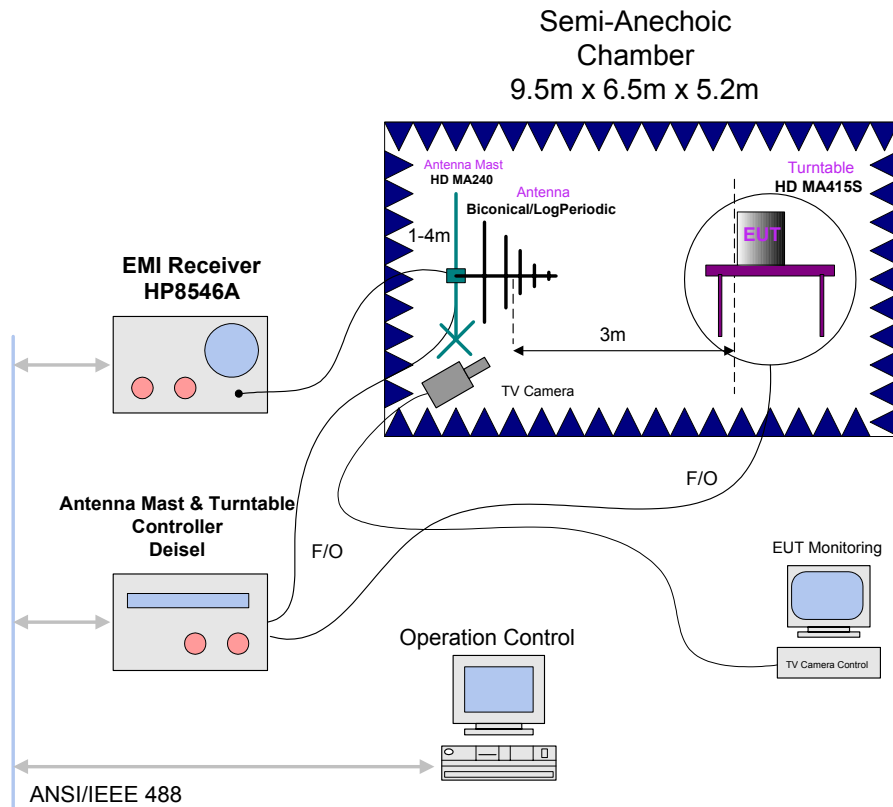 Semi-Anechoic
Chamber
9.5m x 6.5m x 5.2m
Antenna Mast
HD MA240
Antenna
Biconical/LogPeriodic
1-4m
Turntable
HD MA415S
EUT
3m
TV Camera
EMI Receiver
HP8546A
F/O
Antenna Mast & Turntable
Controller
Deisel
F/O
EUT Monitoring
TV Camera Control
Operation Control
ANSI/IEEE 488